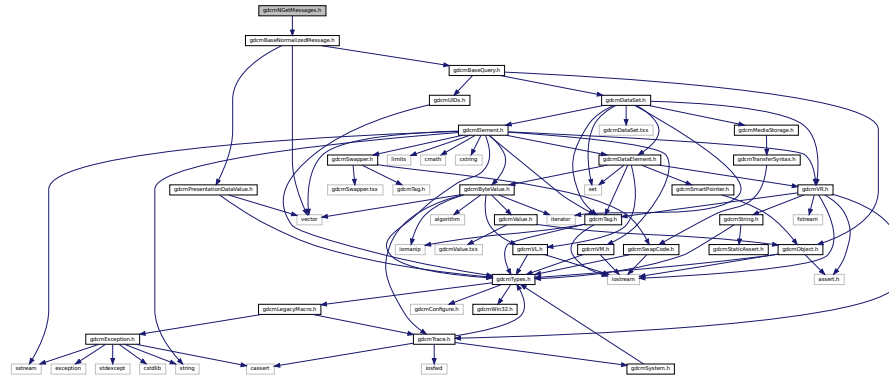 gdcmNGetMessages.h
gdcmBaseNormalizedMessage.h
gdcmBaseQuery.h
gdcmUIDs.h
gdcmDataSet.h
gdcmElement.h
gdcmDataSet.txx
gdcmMediaStorage.h
gdcmSwapper.h
limits
cmath
cstring
gdcmDataElement.h
gdcmTransferSyntax.h
gdcmPresentationDataValue.h
gdcmSwapper.txx
gdcmTag.h
gdcmByteValue.h
set
gdcmSmartPointer.h
gdcmVR.h
vector
algorithm
gdcmValue.h
iterator
gdcmTag.h
gdcmString.h
fstream
iomanip
gdcmValue.txx
gdcmVL.h
gdcmVM.h
gdcmSwapCode.h
gdcmStaticAssert.h
gdcmObject.h
gdcmTypes.h
iostream
assert.h
gdcmLegacyMacro.h
gdcmConfigure.h
gdcmWin32.h
gdcmException.h
gdcmTrace.h
sstream
exception
stdexcept
cstdlib
string
cassert
iosfwd
gdcmSystem.h